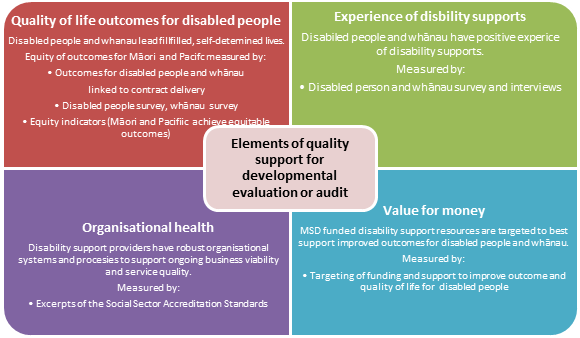 Quality of life outcomes for disabled people
Disabled people and whanau lead fillfilled, self-detemined lives.
Equity of outcomes for Māori and Pacifc measured by:
• Outcomes for disabled people and whānau
linked to contract delivery
• Disabled people survey, whānau survey
• Equity indicators (Māori and Pacifiic achieve equitable
outcomes)
Experience of disbility supports
Disabiled people and whānau have positive experice
of disability supports.
Measured by:
• Disabled person and whānau survey and interviews
Elements of quality
support for
developmental
evaluation or audit
Organisational health
Disability support providers have robust organisational
systems and procesies to support ongoing business viability
and service quality.
Measured by:
• Excerpts of the Social Sector Accreditation Standards
Value for money
MSD funded disability support resources are targeted to best
support improved outcomes for disabled people and whānu.
Measured by:
• Targeting of funding and support to improve outcome and
quality of life for disabled people